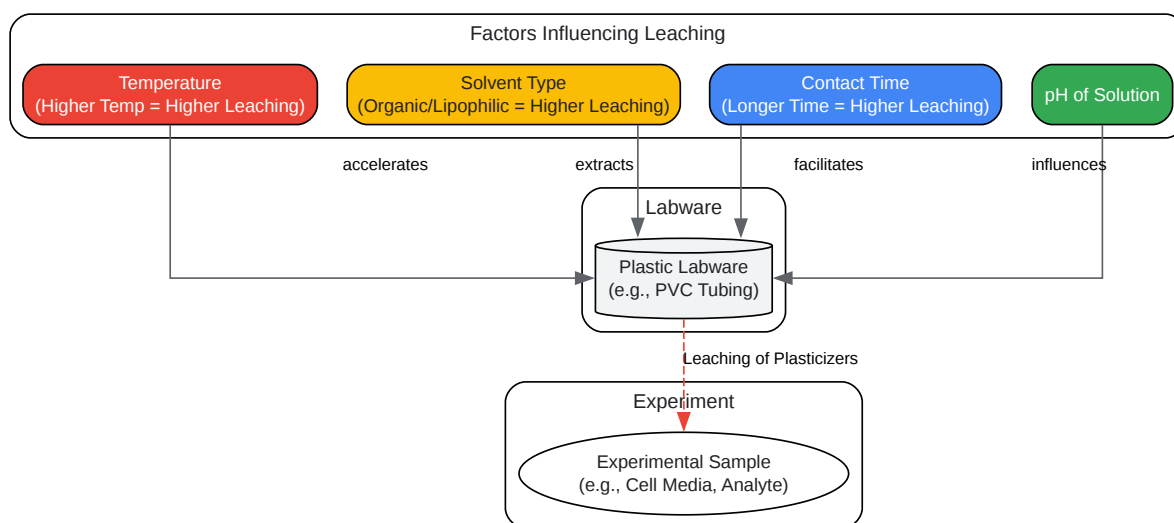 Factors Influencing Leaching
Temperature
(Higher Temp = Higher Leaching)
Solvent Type
(Organic/Lipophilic = Higher Leaching)
Contact Time
(Longer Time = Higher Leaching)
pH of Solution
accelerates
extracts
facilitates
influences
Labware
Plastic Labware
(e.g., PVC Tubing)
Leaching of Plasticizers
Experiment
Experimental Sample
(e.g., Cell Media, Analyte)